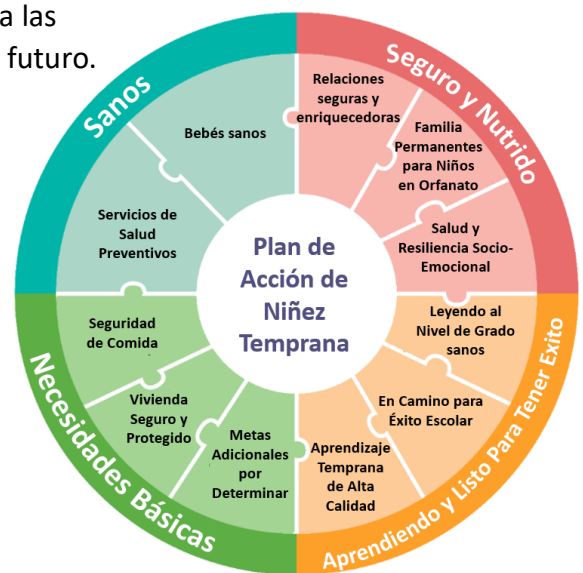 a las
futuro.
Sanos
Bebés sanos
Servicios de
Salud
Preventivos
Seguro y Nutrido
Relaciones
seguras y
enriquecedoras
Familia
Permanentes
para Niños
en Orfanato
Salud y
Resiliencia Socio-
Emocional
Plan de
Acción de
Niñez
Temprana
Aprendiendo y Listo Para Tener Exito
Leyendo al
Nivel de Grado
sanos
En Camino para
Éxito Escolar
Aprendizaje
Temprana
de Alta
Calidad
Necesidades Básicas
Seguridad
de Comida
Vivienda
Seguro y
Protegido
Metas
Adicionales
por
Determinar